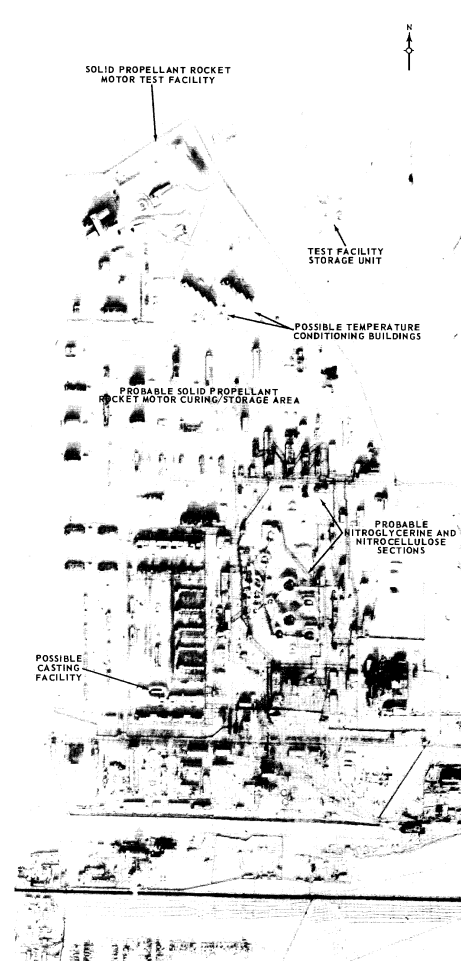 N
SOLID PROPELLANT ROCKET
MOTOR TEST FACILITY
TEST FACILITY
STORAGE UNIT
POSSIBLE TEMPERATURE
CONDITIONING BUILDINGS
PROBABLE SOLID PROPELLANT
ROCKET MOTOR CURING/STORAGE AREA
PROBABLE
NITROGLYCERINE AND
NITROCELLULOSE
SECTIONS
POSSIBLE
CASTING
FACILITY